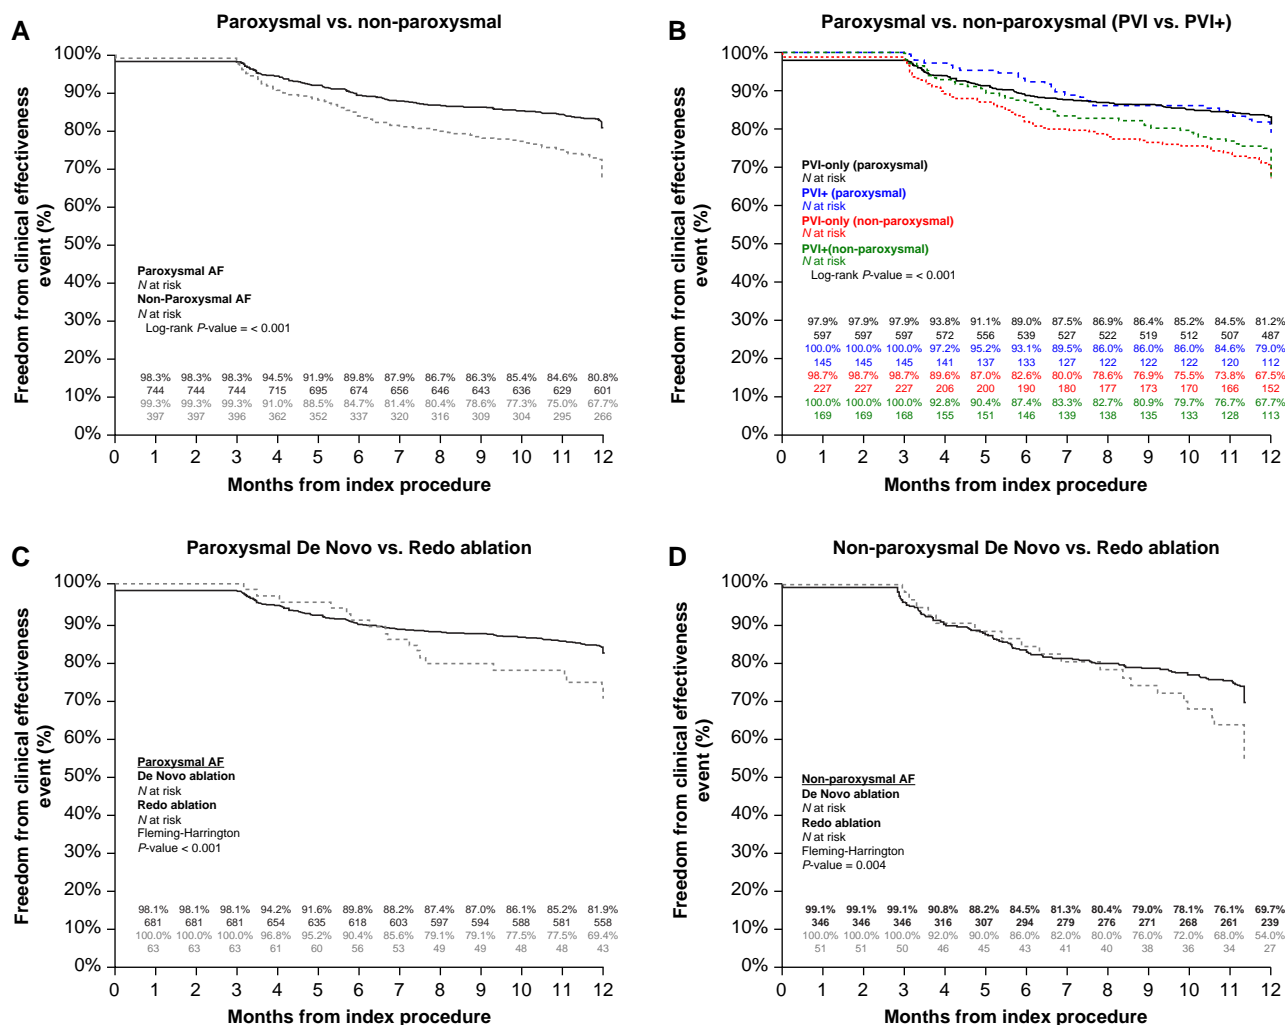 A
Paroxysmal vs. non-paroxysmal
Freedom from clinical effectiveness
event (%)
100%
90%
80%
70%
60%
50%
40%
30%
20%
10%
0%
Paroxysmal AF
N at risk
Non-Paroxysmal AF
N at risk
Log-rank P-value = < 0.001
98.3% 98.3% 98.3% 94.5% 91.9% 89.8% 87.9% 86.7% 86.3% 85.4% 84.6% 80.8%
744 744 744 715 695 674 656 646 643 636 629 601
99.3% 99.3% 99.3% 91.0% 88.5% 84.7% 81.4% 80.4% 78.6% 77.3% 75.0% 67.7%
397 397 396 362 352 337 320 316 309 304 295 266
0 1 2 3 4 5 6 7 8 9 10 11 12
Months from index procedure
B
Paroxysmal vs. non-paroxysmal (PVI vs. PVI+)
Freedom from clinical effectiveness
event (%)
100%
90%
80%
70%
60%
50%
40%
30%
20%
10%
0%
PVI-only (paroxysmal)
N at risk
PVI+ (paroxysmal)
N at risk
PVI-only (non-paroxysmal)
N at risk
PVI+(non-paroxysmal)
N at risk
Log-rank P-value = < 0.001
97.9% 97.9% 97.9% 93.8% 91.1% 89.0% 87.5% 86.9% 86.4% 85.2% 84.5% 81.2%
597 597 597 572 556 539 527 522 519 512 507 487
100.0% 100.0% 100.0% 97.2% 95.2% 93.1% 89.5% 86.0% 86.0% 86.0% 84.6% 79.0%
145 145 145 141 137 133 127 122 122 122 120 112
98.7% 98.7% 98.7% 89.6% 87.0% 82.6% 80.0% 78.6% 76.9% 75.5% 73.8% 67.5%
227 227 227 206 200 190 180 177 173 170 166 152
100.0% 100.0% 100.0% 92.8% 90.4% 87.4% 83.3% 82.7% 80.9% 79.7% 76.7% 67.7%
169 169 168 155 151 146 139 138 135 133 128 113
0 1 2 3 4 5 6 7 8 9 10 11 12
Months from index procedure
C
Paroxysmal De Novo vs. Redo ablation
Freedom from clinical effectiveness
event (%)
100%
90%
80%
70%
60%
50%
40%
30%
20%
10%
0%
Paroxysmal AF
De Novo ablation
N at risk
Redo ablation
N at risk
Fleming-Harrington
P-value < 0.001
98.1% 98.1% 98.1% 94.2% 91.6% 89.8% 88.2% 87.4% 87.0% 86.1% 85.2% 81.9%
681 681 681 654 635 618 603 597 594 588 581 558
100.0% 100.0% 100.0% 96.8% 95.2% 90.4% 85.6% 79.1% 79.1% 77.5% 77.5% 69.4%
63 63 63 61 60 56 53 49 49 48 48 43
0 1 2 3 4 5 6 7 8 9 10 11 12
Months from index procedure
D
Non-paroxysmal De Novo vs. Redo ablation
Freedom from clinical effectiveness
event (%)
100%
90%
80%
70%
60%
50%
40%
30%
20%
10%
0%
Non-paroxysmal AF
De Novo ablation
N at risk
Redo ablation
N at risk
Fleming-Harrington
P-value = 0.004
99.1% 99.1% 99.1% 90.8% 88.2% 84.5% 81.3% 80.4% 79.0% 78.1% 76.1% 69.7%
346 346 346 316 307 294 279 276 271 268 261 239
100.0% 100.0% 100.0% 92.0% 90.0% 86.0% 82.0% 80.0% 76.0% 72.0% 68.0% 54.0%
51 51 50 46 45 43 41 40 38 36 34 27
0 1 2 3 4 5 6 7 8 9 10 11 12
Months from index procedure